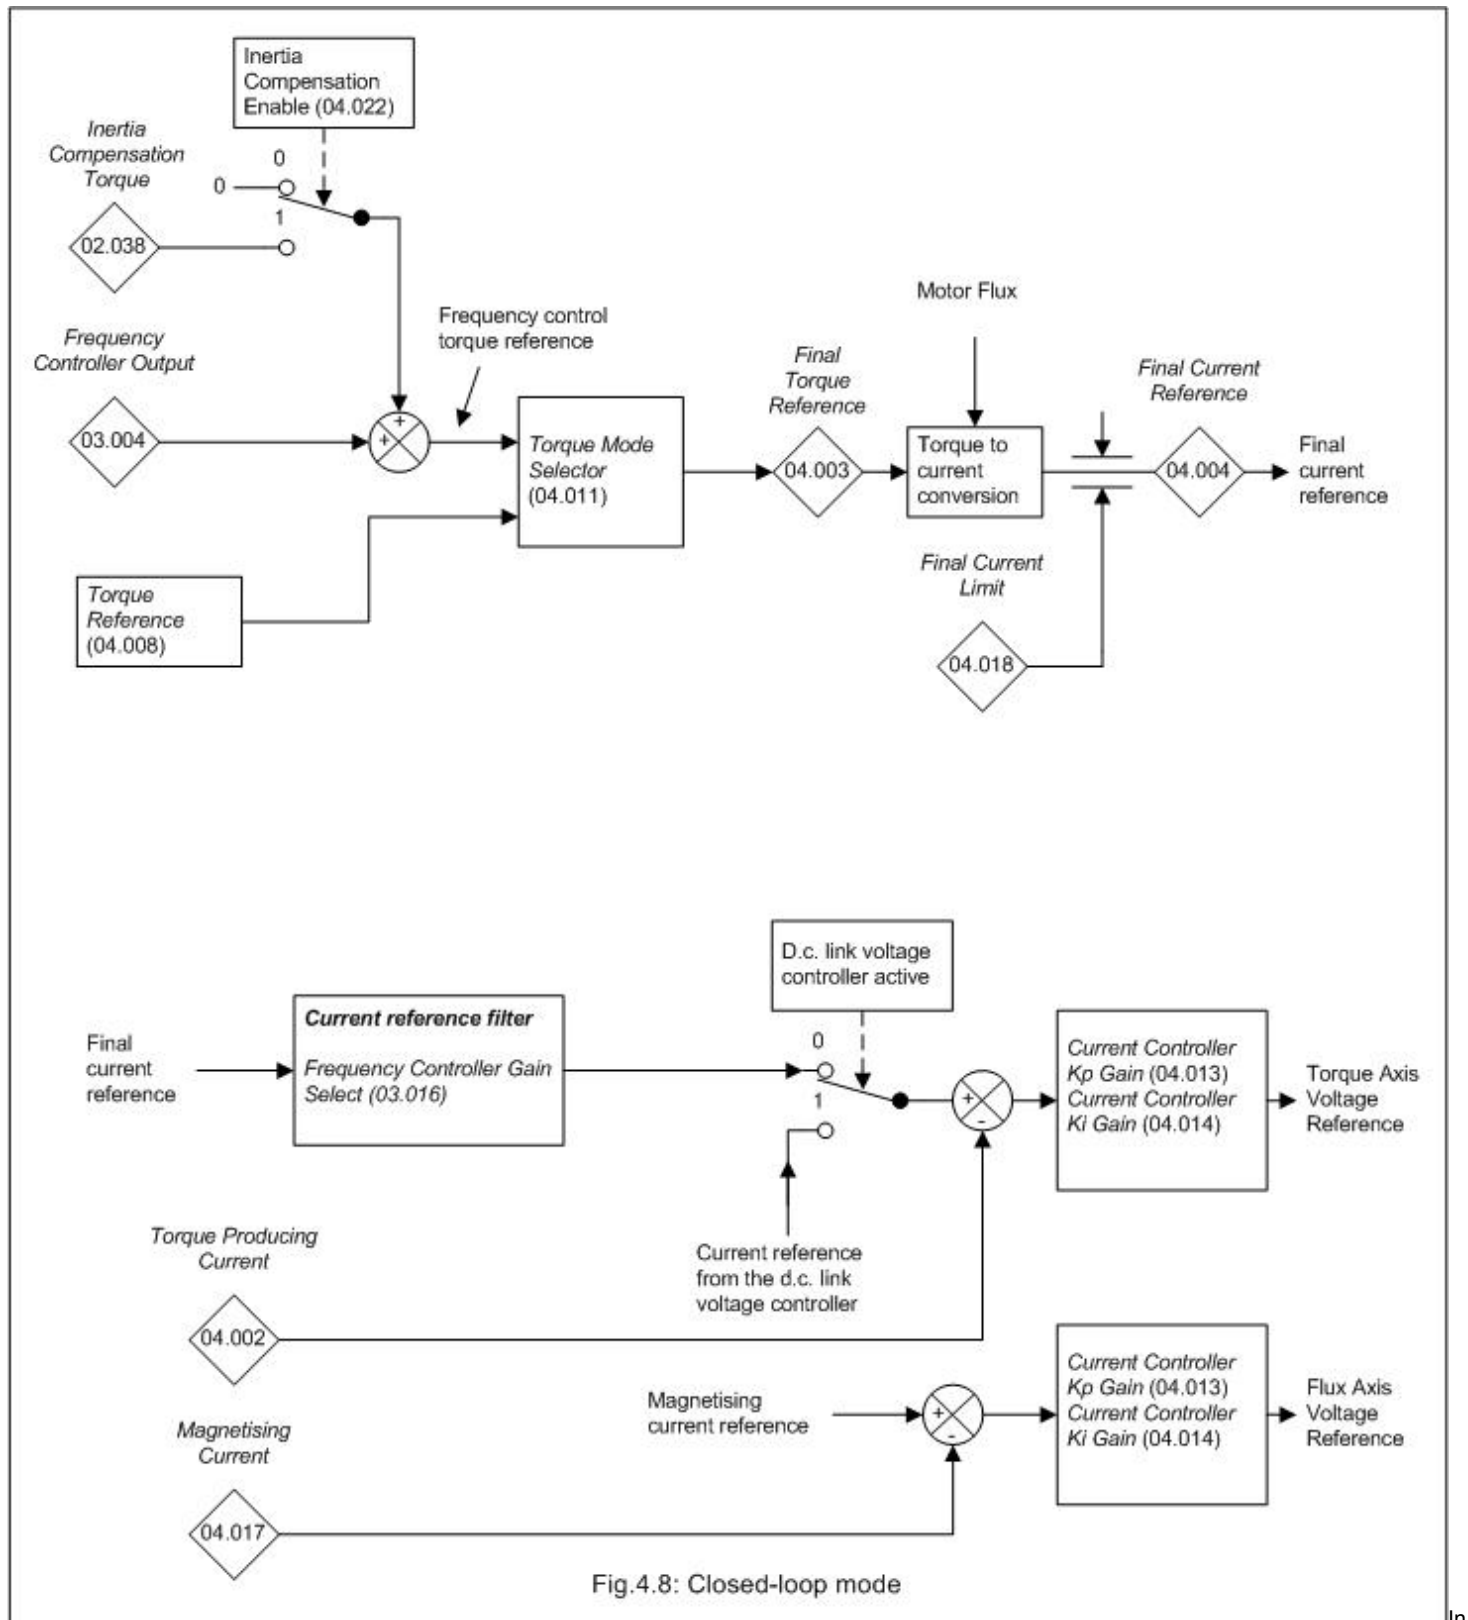 Inertia
Compensation
Enable (04.022)
Inertia
Compensation
Torque
0
0
1
02.038
Frequency
Controller Output
03.004
+
+
Frequency control
torque reference
Torque Mode
Selector
(04.011)
Torque
Reference
(04.008)
Final
Torque
Reference
04.003
Motor Flux
Torque to
current
conversion
Final Current
Reference
04.004
Final
current
reference
Final Current
Limit
04.018
Final
current
reference
Current reference filter
Frequency Controller Gain
Select (03.016)
D.c. link voltage
controller active
0
1
+
-
Current Controller
Kp Gain (04.013)
Current Controller
Ki Gain (04.014)
Torque Axis
Voltage
Reference
Current reference
from the d.c. link
voltage controller
Torque Producing
Current
04.002
Magnetising
current reference
+
-
Current Controller
Kp Gain (04.013)
Current Controller
Ki Gain (04.014)
Flux Axis
Voltage
Reference
Magnetising
Current
04.017
Fig.4.8: Closed-loop mode
In